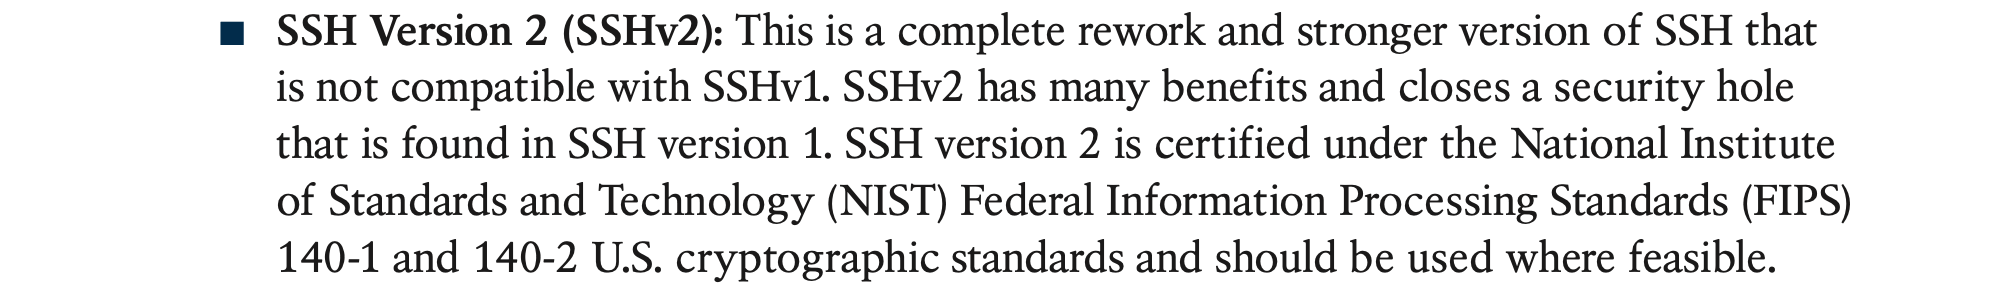 ■ SSH Version 2 (SSHv2): This is a complete rework and stronger version of SSH that
is not compatible with SSHv1. SSHv2 has many benefits and closes a security hole
that is found in SSH version 1. SSH version 2 is certified under the National Institute
of Standards and Technology (NIST) Federal Information Processing Standards (FIPS)
140-1 and 140-2 U.S. cryptographic standards and should be used where feasible.